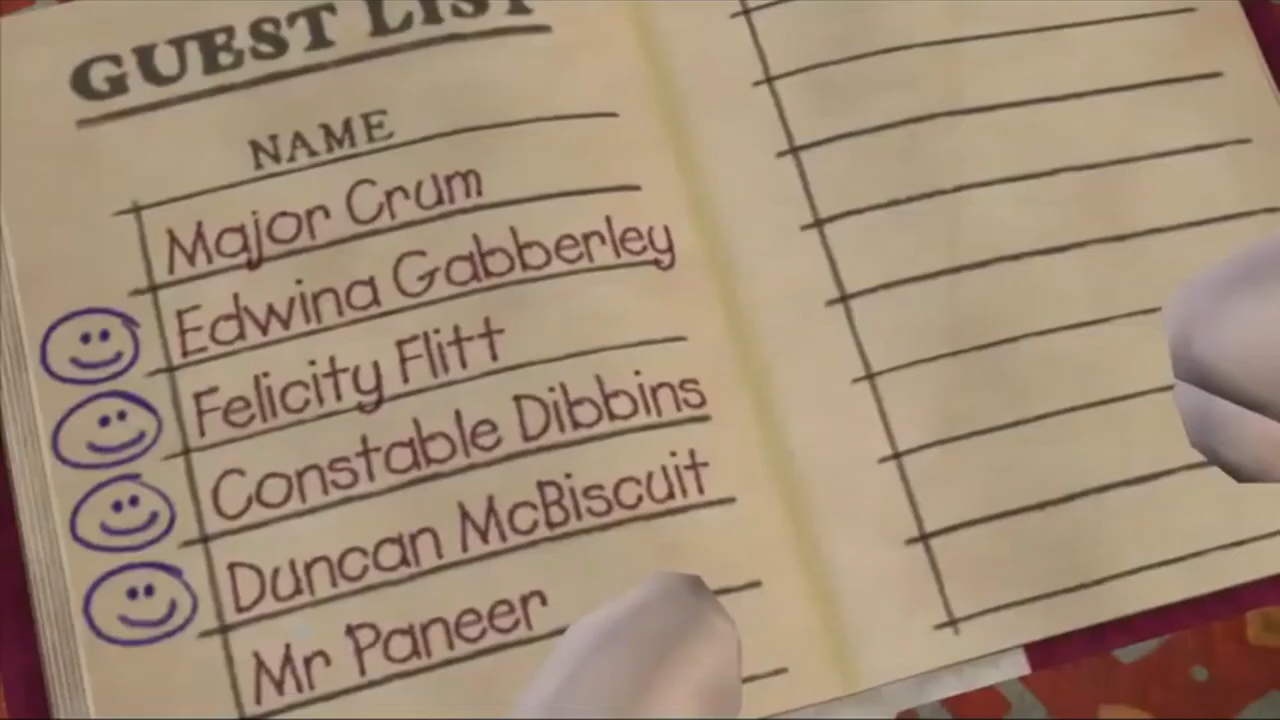 GUEST LIST
NAME
Major Crum
Edwina Gabberley
Felicity Flitt
Constable Dibbins
Duncan McBiscuit
Mr Paneer